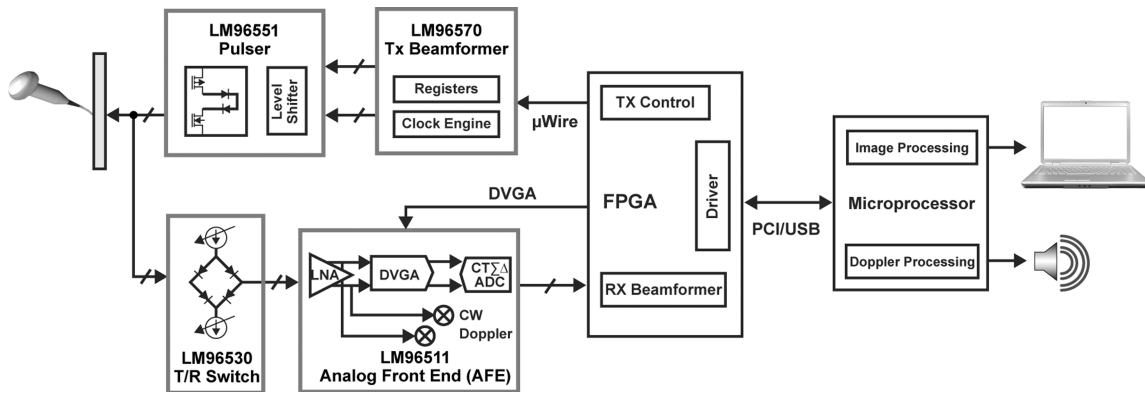 LM96551
Pulser
Level
Shifter
LM96570
Tx Beamformer
Registers
Clock Engine
µWire
TX Control
FPGA
Driver
RX Beamformer
PCI/USB
Image Processing
Microprocessor
Doppler Processing
DVGA
LNA
DVGA
CT∑∆
ADC
CW
Doppler
LM96530
T/R Switch
LM96511
Analog Front End (AFE)